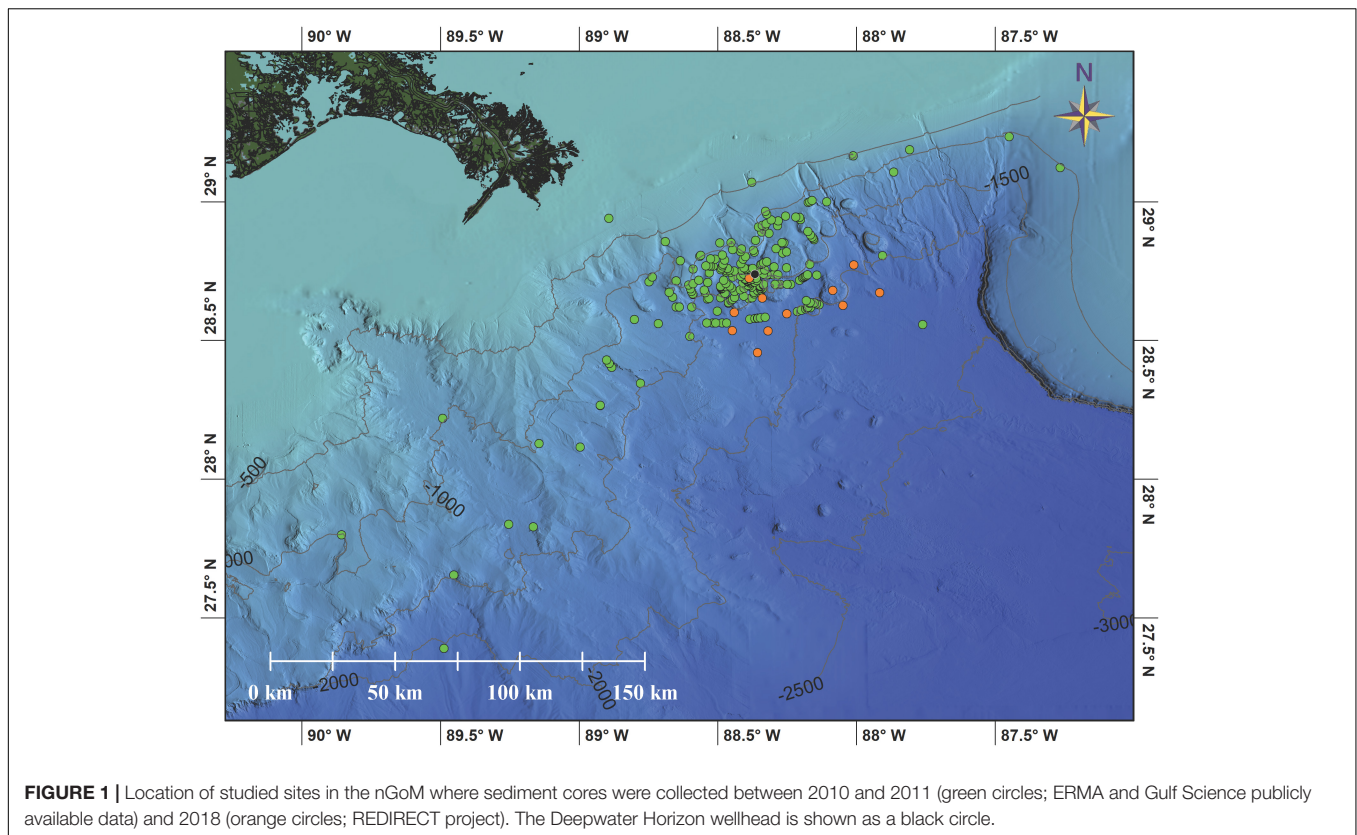 90° W 89.5° W 89° W 88.5° W 88° W 87.5° W
N
29° N
29° N
-1500
28.5° N
28.5° N
28° N
28° N
-500
-1000
000
27.5° N
27.5° N
-3000
0 km 50 km 100 km 150 km
-2000
-2000
-2500
90° W 89.5° W 89° W 88.5° W 88° W 87.5° W
FIGURE 1 | Location of studied sites in the nGoM where sediment cores were collected between 2010 and 2011 (green circles; ERMA and Gulf Science publicly
available data) and 2018 (orange circles; REDIRECT project). The Deepwater Horizon wellhead is shown as a black circle.